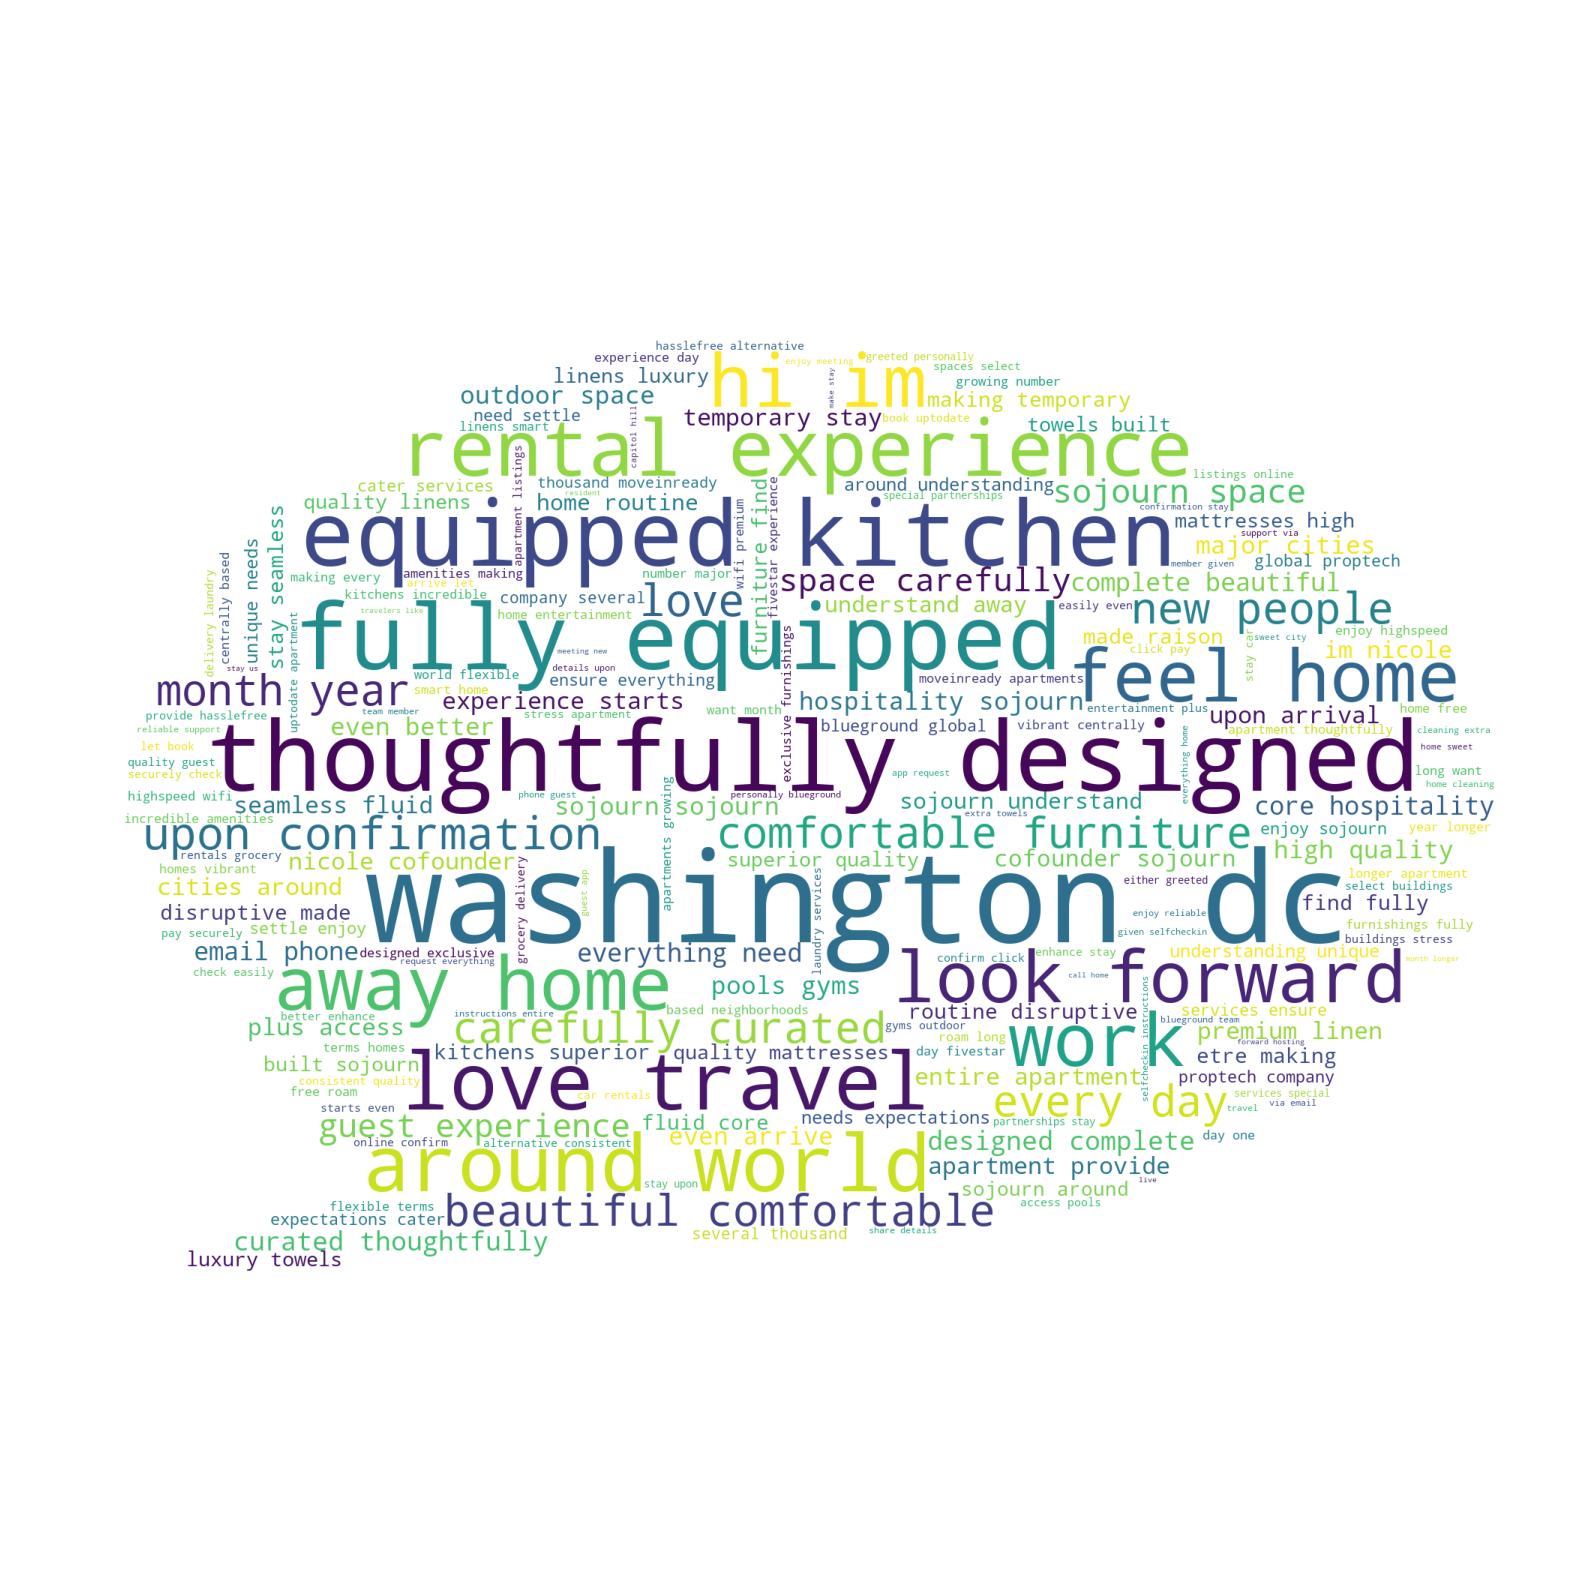 hasslefree alternative
experience day
hi im
enjoy meeting
greeted personally
linens luxury
make stay
spaces select
outdoor space
growing number
need settle
temporary stay
book uptodate
making temporary
linens smart
capitol hill
towels built
rental experience
cater services
thousand moveinready
around understanding
listings online
quality linens
resident
home routine
special partnerships
sojourn space
apartment listings
furniture find
fivestar experience
equipped kitchen
confirmation stay
mattresses high
support via
major cities
stay seamless
unique needs
centrally based
delivery laundry
making every
amenities making
number major
wifi premium
space carefully
complete beautiful
member given
global proptech
kitchens incredible
company several
love
understand away
easily even
new people
travelers like
home entertainment
fully equipped
made raison
sweet city
enjoy highspeed
arrive let
click pay
im nicole
uptodate apartment
stay us
meeting new
details upon
stay car
world flexible
ensure everything
moveinready apartments
feel home
month year
smart home
experience starts
hospitality sojourn
entertainment plus
home free
provide hasslefree
team member
stress apartment
want month
exclusive furnishings
upon arrival
reliable support
even better
blueground global
vibrant centrally
apartment thoughtfully
cleaning extra
let book
thoughtfully designed
home sweet
quality guest
securely check
app request
everything home
long want
home cleaning
highspeed wifi
phone guest
personally blueground
seamless fluid
sojourn sojourn
sojourn understand
core hospitality
incredible amenities
apartments growing
extra towels
upon confirmation
comfortable furniture
enjoy sojourn
year longer
rentals grocery
nicole cofounder
superior quality
cofounder sojourn
high quality
homes vibrant
cities around
grocery delivery
guest app
laundry services
washington dc
either greeted
longer apartment
select buildings
disruptive made
enjoy reliable
find fully
settle enjoy
given selfcheckin
furnishings fully
pay securely
buildings stress
email phone
designed exclusive
everything need
enhance stay
understanding unique
request everything
confirm click
month longer
check easily
away home
pools gyms
call home
look forward
better enhance
instructions entire
based neighborhoods
routine disruptive
selfcheckin instructions
services ensure
blueground team
plus access
carefully curated
gyms outdoor
roam long
work
premium linen
terms homes
kitchens superior
quality mattresses
day fivestar
forward hosting
etre making
built sojourn
love travel
entire apartment
proptech company
consistent quality
free roam
car rentals
every day
services special
starts even
travel
via email
guest experience
fluid core
needs expectations
partnerships stay
online confirm
alternative consistent
even arrive
designed complete
day one
around world
apartment provide
stay upon
live
sojourn around
flexible terms
access pools
expectations cater
beautiful comfortable
several thousand
share details
curated thoughtfully
luxury towels